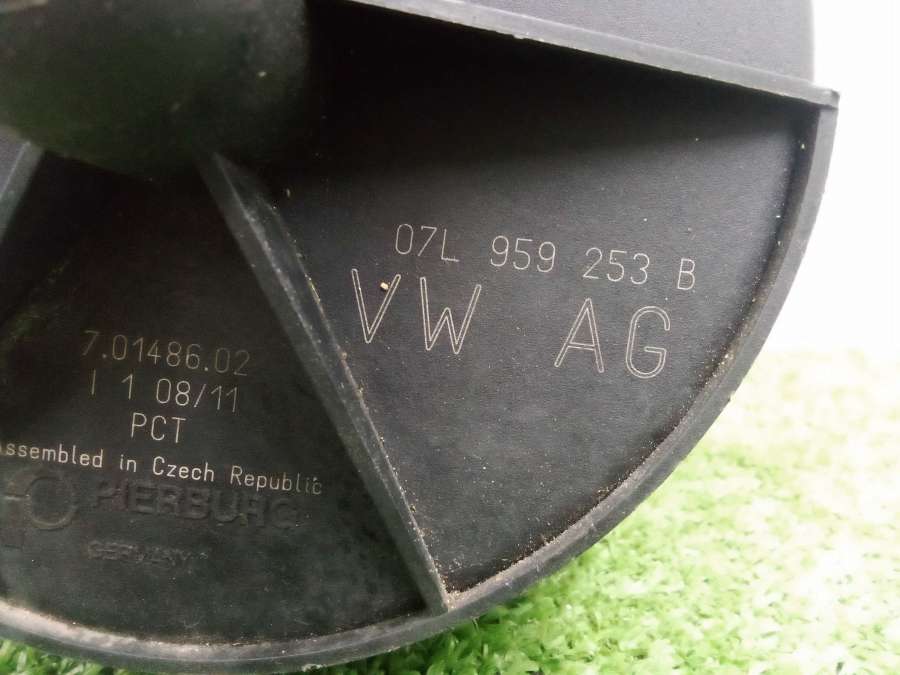 07L 959 253 B
VW AG
7.01486.02
I 1 08/11
PCT
Assembled in Czech Republic
PIERBURG
GERMANY